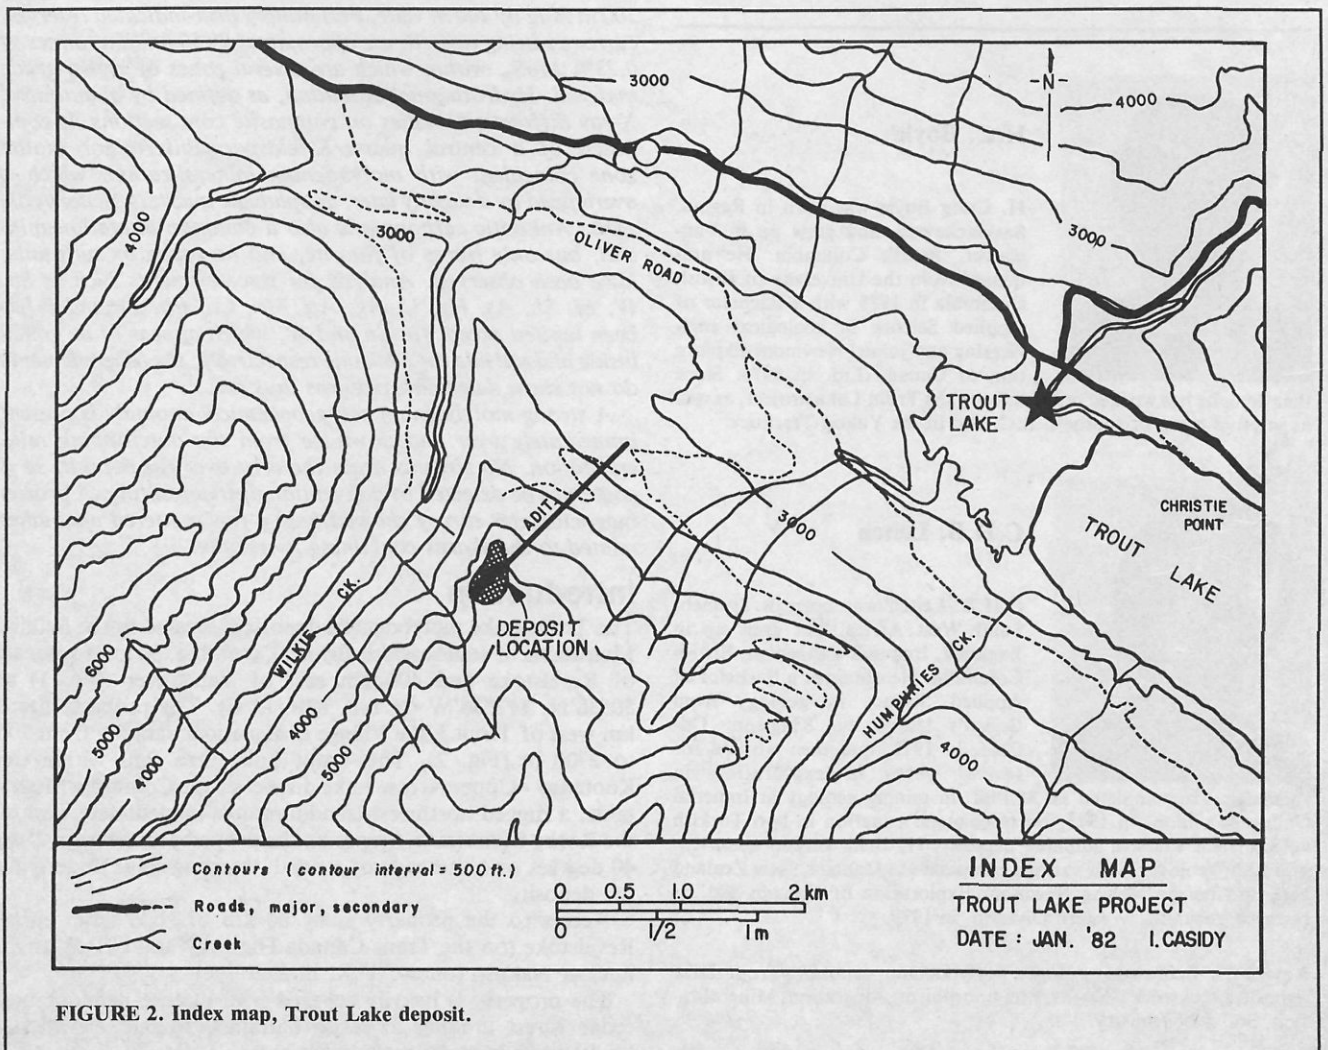 3000
N
4000
4000
3000
3000
OLIVER ROAD
TROUT
LAKE
CHRISTIE
POINT
ADIT
3000
TROUT
LAKE
DEPOSIT
LOCATION
WILKIE CK.
6000
5000
4000
4000
5000
HUMPHRIES CK.
4000
Contours (contour interval = 500 ft.)
Roads, major, secondary
Creek
0 0.5 1.0 2 km
0 1/2 1 m
INDEX MAP
TROUT LAKE PROJECT
DATE : JAN. '82 I. CASIDY
FIGURE 2. Index map, Trout Lake deposit.